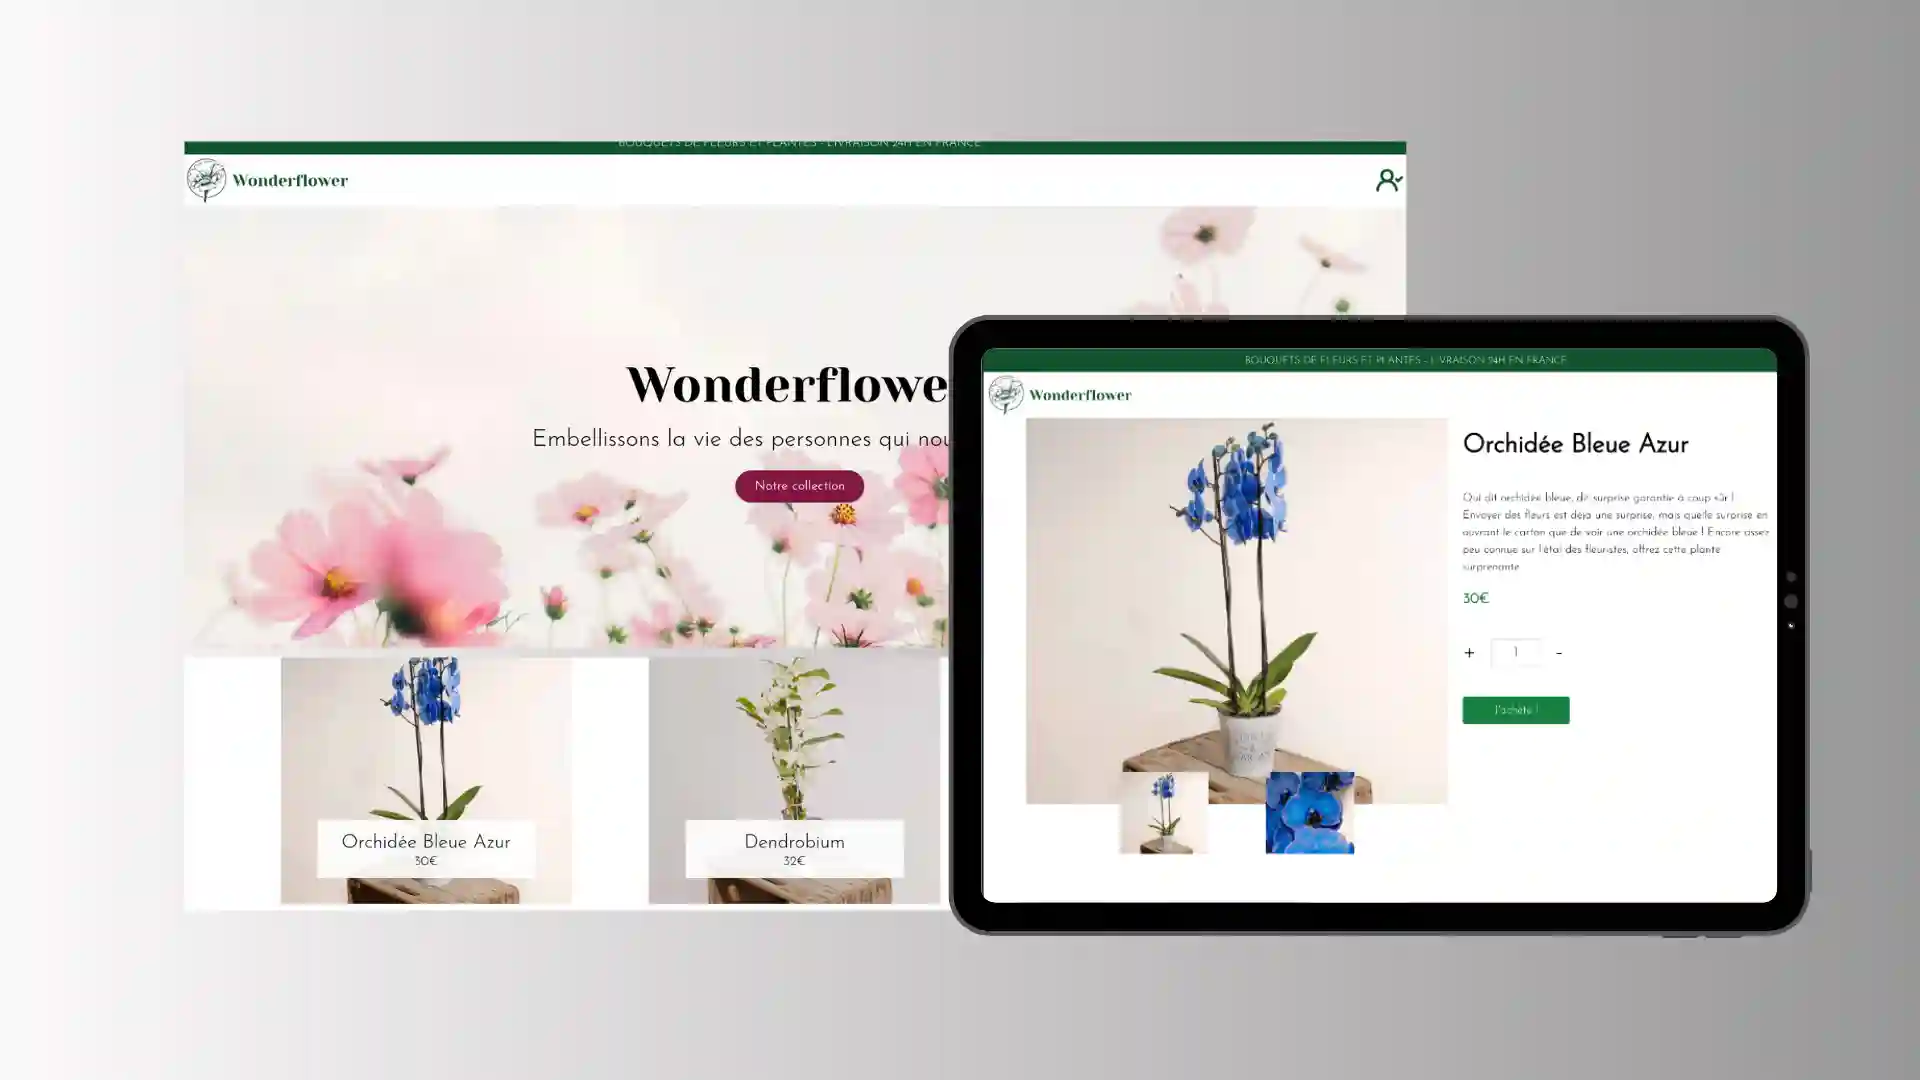 BOUQUETS DE FLEURS ET PLANTES - LIVRAISON 24H EN FRANCE
Wonderflower
Wonderflowe
Embellissons la vie des personnes qui nou
Notre collection
Orchidée Bleue Azur
30€
Dendrobium
32€
BOUQUETS DE FLEURS ET PLANTES - LIVRAISON 24H EN FRANCE
Wonderflower
Orchidée Bleue Azur
Qui dit orchidée bleue, dit surprise garantie à coup sûr !
Envoyer des fleurs est déjà une surprise, mais quelle surprise en
ouvrant le carton que de voir une orchidée bleue ! Encore assez
peu connue sur l'étal des fleuristes, offrez cette plante
surprenante
30€
+ 1 -
J'achète !